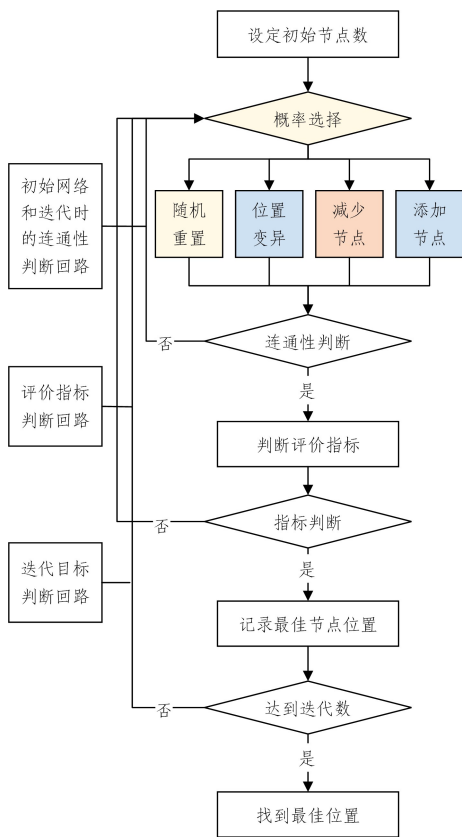 设定初始节点数
概率选择
初始网络
和迭代时
的连通性
判断回路
随机
重置
位置
变异
减少
节点
添加
节点
连通性判断
否
是
评价指标
判断回路
判断评价指标
指标判断
否
是
迭代目标
判断回路
记录最佳节点位置
达到迭代数
否
是
找到最佳位置